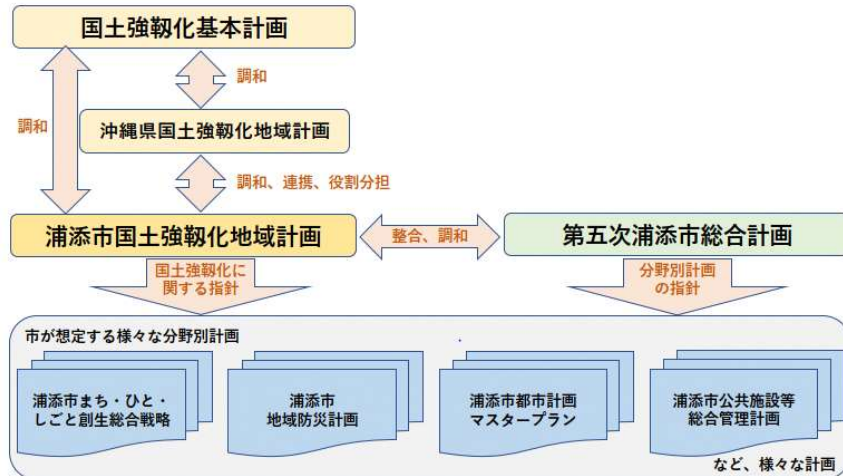 国土強靱化基本計画
調和
調和
沖縄県国土強靱化地域計画
調和、連携、役割分担
浦添市国土強靱化地域計画
整合、調和
第五次浦添市総合計画
国土強靱化に
関する指針
分野別計画
の指針
市が想定する様々な分野別計画
浦添市まち・ひと・
しごと創生総合戦略
浦添市
地域防災計画
浦添市都市計画
マスタープラン
浦添市公共施設等
総合管理計画
など、様々な計画